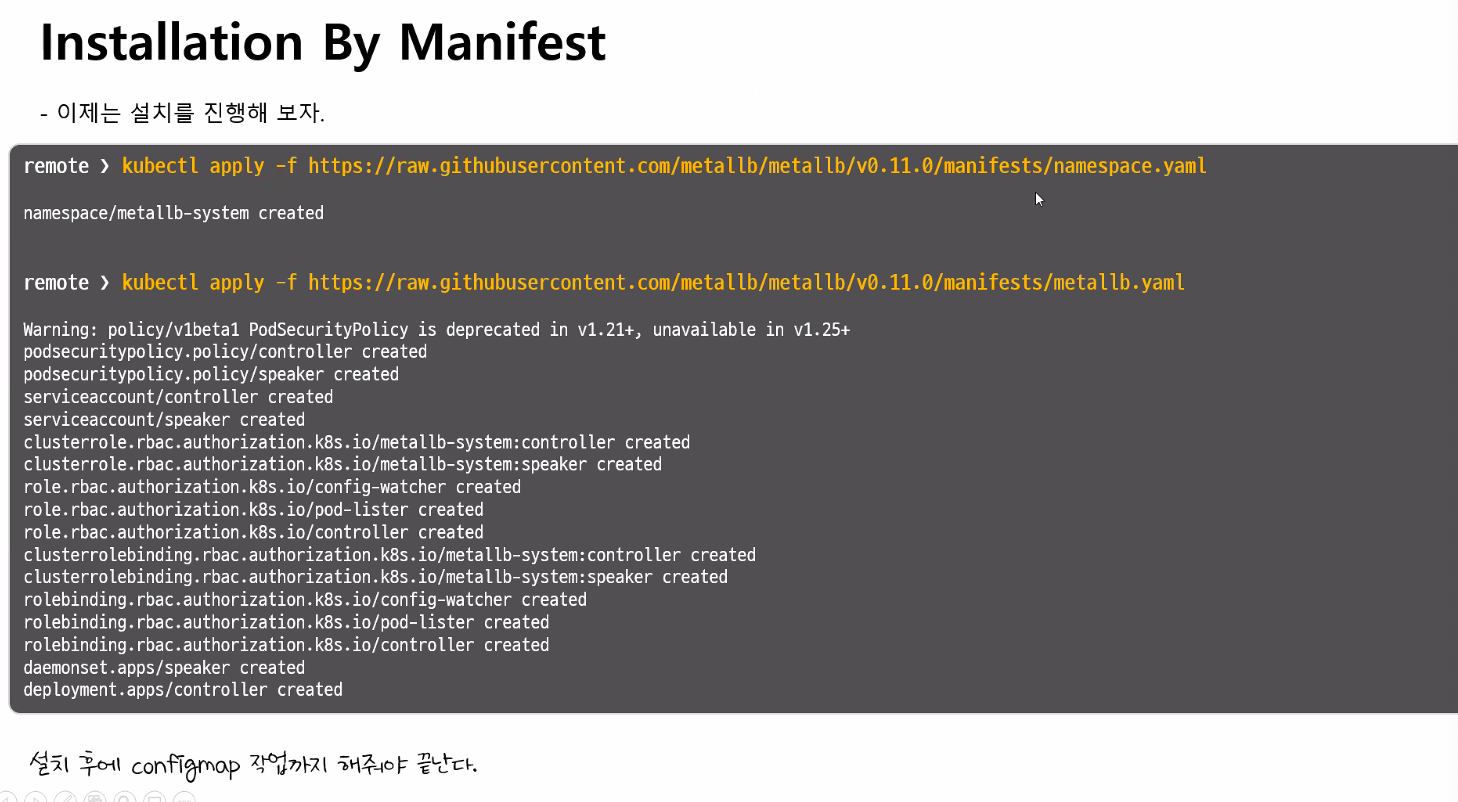 Installation By Manifest
- 이제는 설치를 진행해 보자.
remote ❯ kubectl apply -f https://raw.githubusercontent.com/metallb/metallb/v0.11.0/manifests/namespace.yaml
namespace/metallb-system created
remote ❯ kubectl apply -f https://raw.githubusercontent.com/metallb/metallb/v0.11.0/manifests/metallb.yaml
Warning: policy/v1beta1 PodSecurityPolicy is deprecated in v1.21+, unavailable in v1.25+
podsecuritypolicy.policy/controller created
podsecuritypolicy.policy/speaker created
serviceaccount/controller created
serviceaccount/speaker created
clusterrole.rbac.authorization.k8s.io/metallb-system:controller created
clusterrole.rbac.authorization.k8s.io/metallb-system:speaker created
role.rbac.authorization.k8s.io/config-watcher created
role.rbac.authorization.k8s.io/pod-lister created
role.rbac.authorization.k8s.io/controller created
clusterrolebinding.rbac.authorization.k8s.io/metallb-system:controller created
clusterrolebinding.rbac.authorization.k8s.io/metallb-system:speaker created
rolebinding.rbac.authorization.k8s.io/config-watcher created
rolebinding.rbac.authorization.k8s.io/pod-lister created
rolebinding.rbac.authorization.k8s.io/controller created
daemonset.apps/speaker created
deployment.apps/controller created
설치 후에 configmap 작업까지 해줘야 끝난다.